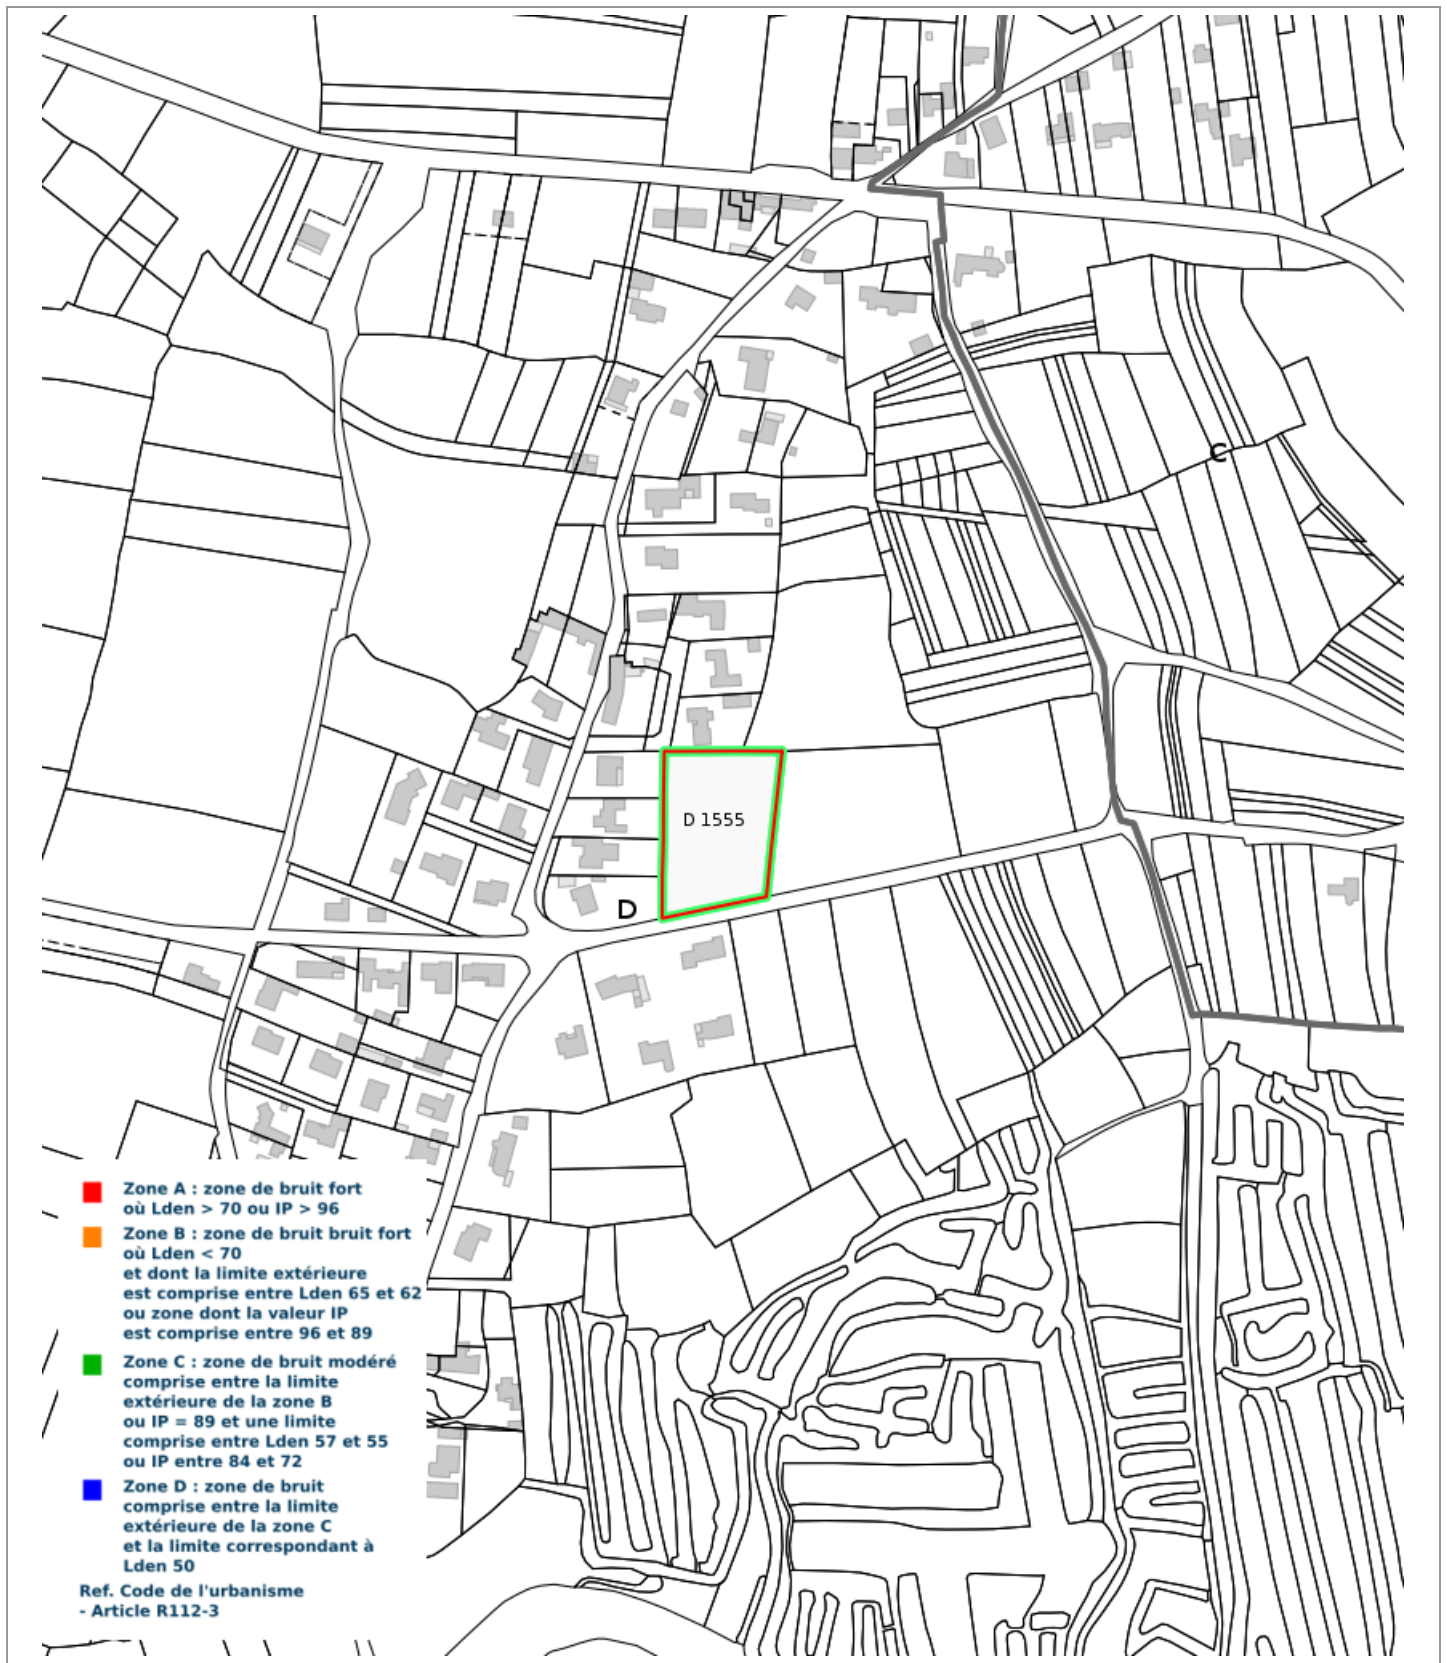 C
D 1555
D
Zone A : zone de bruit fort
où Lden > 70 ou IP > 96
Zone B : zone de bruit bruit fort
où Lden < 70
et dont la limite extérieure
est comprise entre Lden 65 et 62
ou zone dont la valeur IP
est comprise entre 96 et 89
Zone C : zone de bruit modéré
comprise entre la limite
extérieure de la zone B
ou IP = 89 et une limite
comprise entre Lden 57 et 55
ou IP entre 84 et 72
Zone D : zone de bruit
comprise entre la limite
extérieure de la zone C
et la limite correspondant à
Lden 50
Ref. Code de l'urbanisme
- Article R112-3